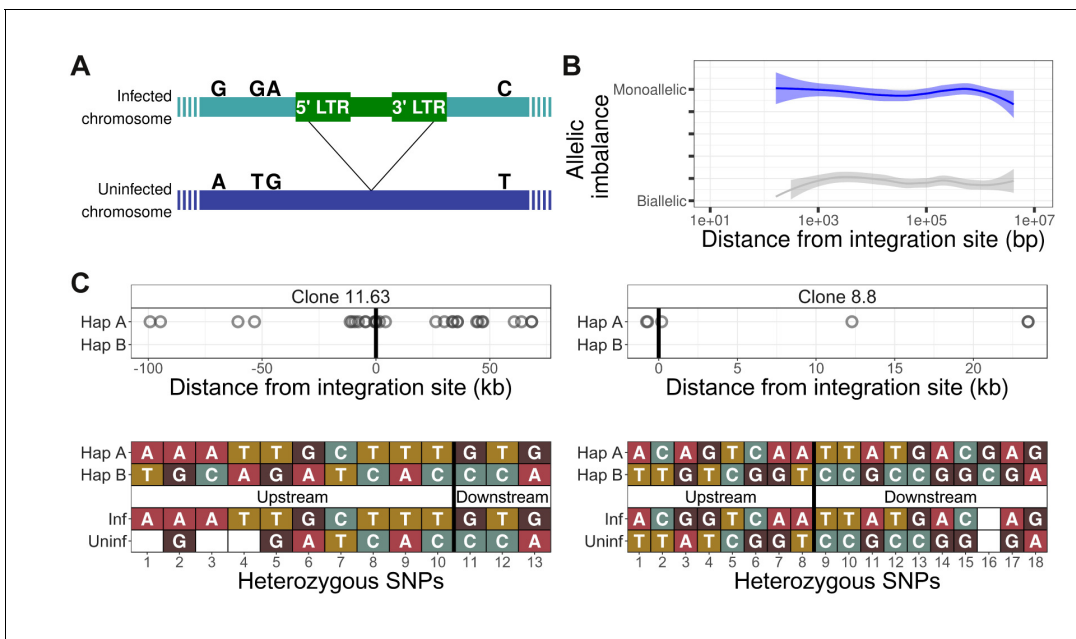 A
G G A C
Infected chromosome
5' LTR 3' LTR
Uninfected chromosome
A T G T
B
Allelic imbalance
Monoallelic
Biallelic
1e+01 1e+03 1e+05 1e+07
Distance from integration site (bp)
C
Clone 11.63
Hap A
Hap B
-100 -50 0 50
Distance from integration site (kb)
Clone 8.8
Hap A
Hap B
0 5 10 15 20
Distance from integration site (kb)
Hap A A A A T T G C T T T G T G
Hap B T G C A G A T C A C C C A
Upstream Downstream
Inf A A A T T G C T T T G T G
Uninf G G A T C A C C C A
1 2 3 4 5 6 7 8 9 10 11 12 13
Heterozygous SNPs
Hap A A C A G T C A A T T A T G A C G A G
Hap B T T G T C G G T C C G C C G G C G A
Upstream Downstream
Inf A C G G T C A A T T A T G A C A G
Uninf T T A T C G G T C C G C C G G G A
1 2 3 4 5 6 7 8 9 10 11 12 13 14 15 16 17 18
Heterozygous SNPs